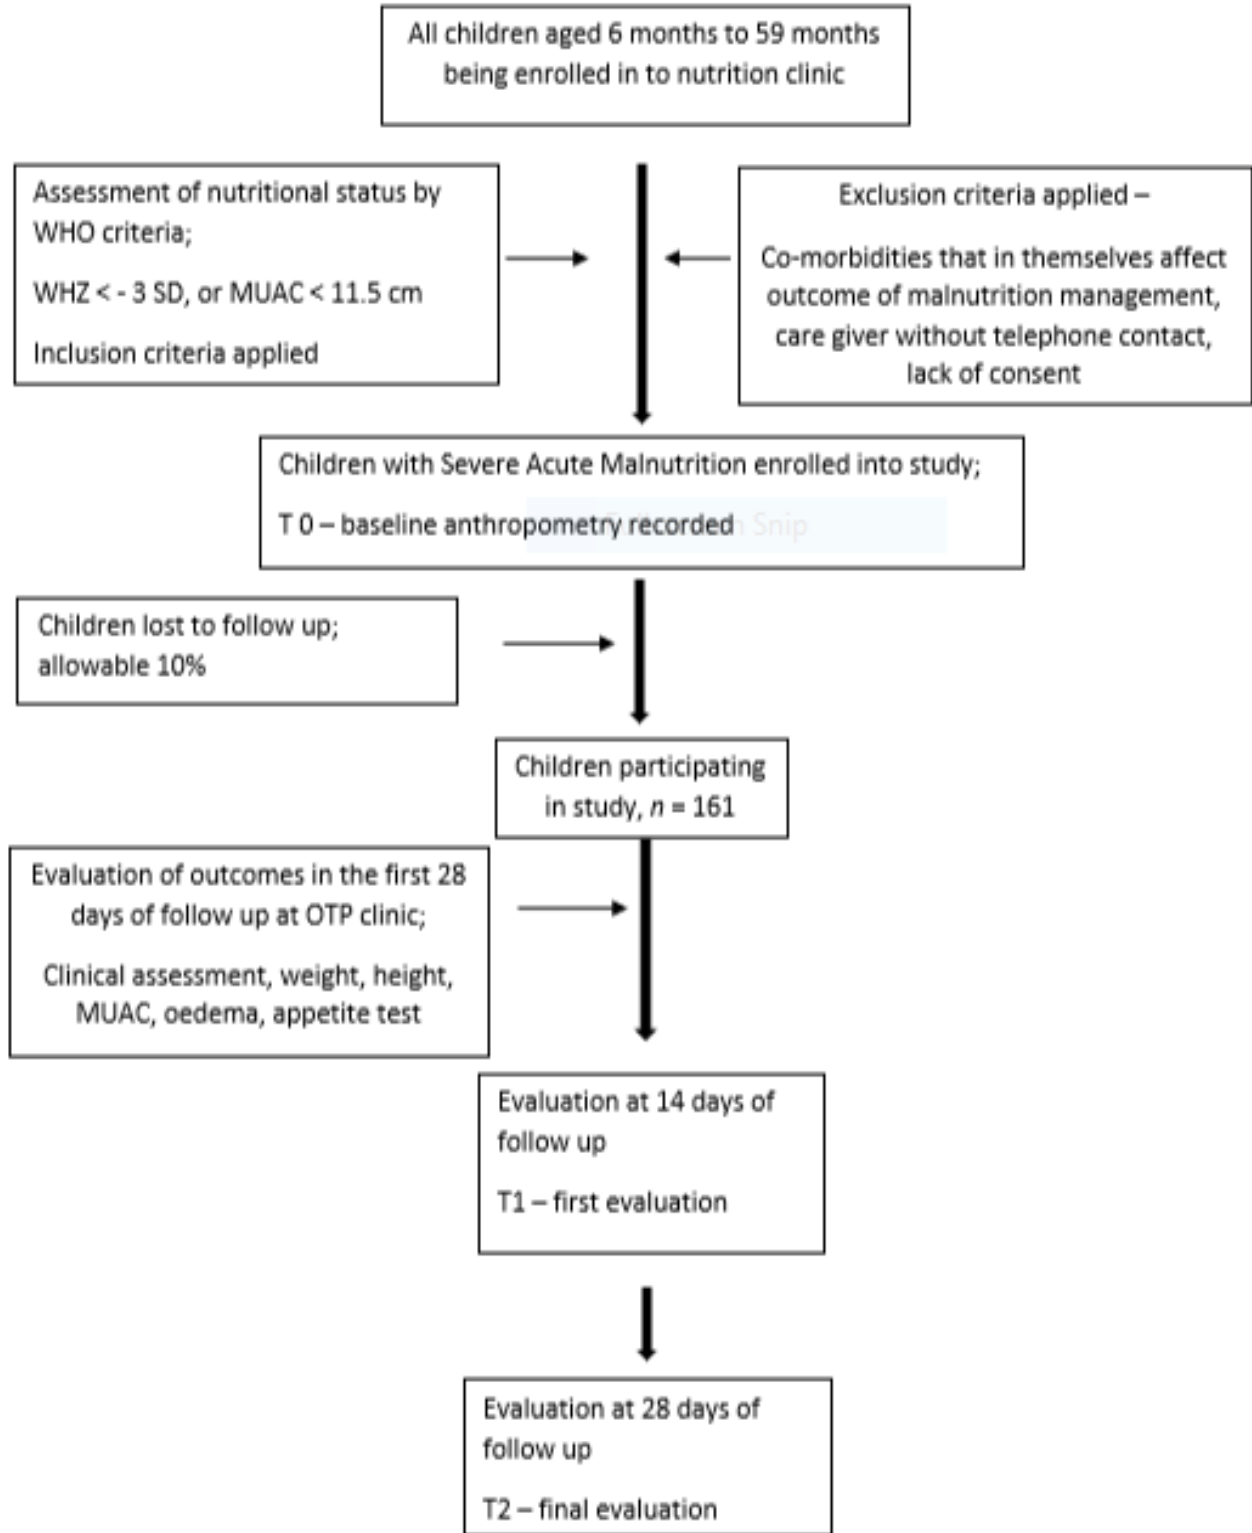 All children aged 6 months to 59 months
being enrolled in to nutrition clinic
Assessment of nutritional status by
WHO criteria;
WHZ < - 3 SD, or MUAC < 11.5 cm
Inclusion criteria applied
Exclusion criteria applied –
Co-morbidities that in themselves affect
outcome of malnutrition management,
care giver without telephone contact,
lack of consent
Children with Severe Acute Malnutrition enrolled into study;
T 0 – baseline anthropometry recorded
Snip
Children lost to follow up;
allowable 10%
Children participating
in study, n = 161
Evaluation of outcomes in the first 28
days of follow up at OTP clinic;
Clinical assessment, weight, height,
MUAC, oedema, appetite test
Evaluation at 14 days of
follow up
T1 – first evaluation
Evaluation at 28 days of
follow up
T2 – final evaluation